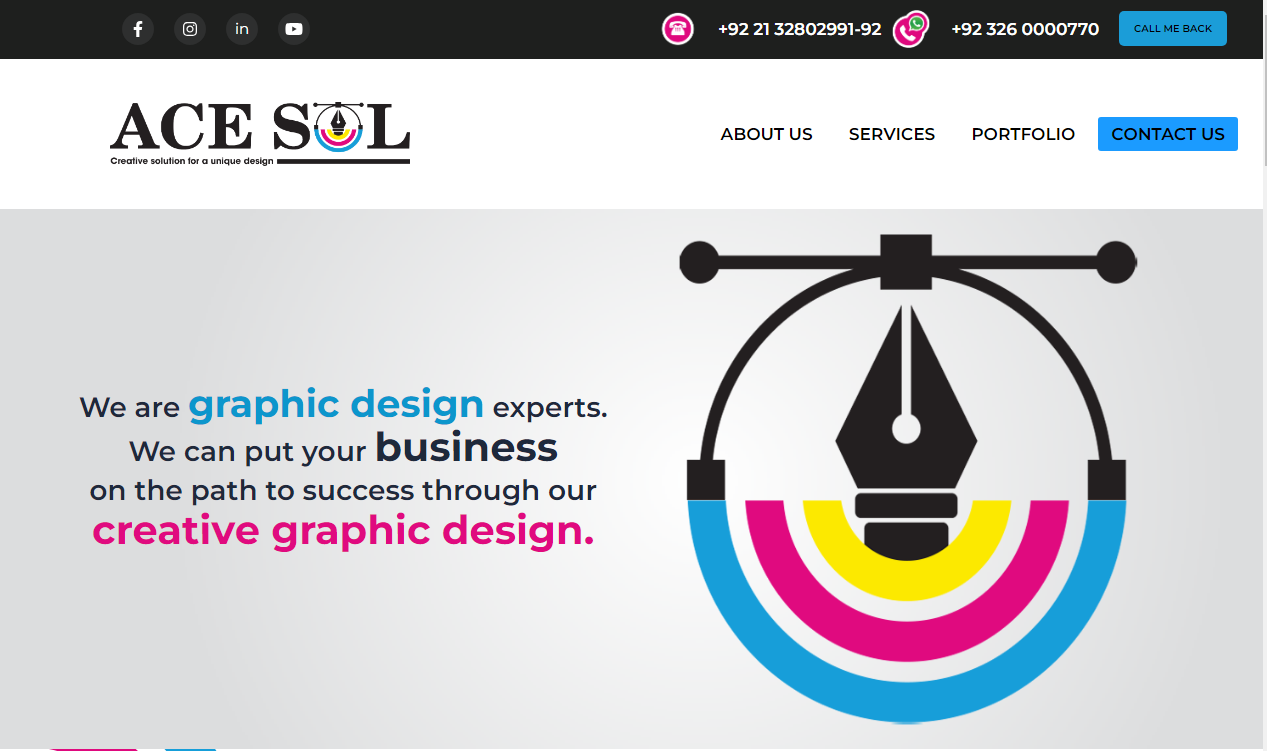 in
+92 21 32802991-92
+92 326 0000770
CALL ME BACK
ACE SOL
Creative solution for a unique design
ABOUT US
SERVICES
PORTFOLIO
CONTACT US
We are graphic design experts.
We can put your business
on the path to success through our
creative graphic design.